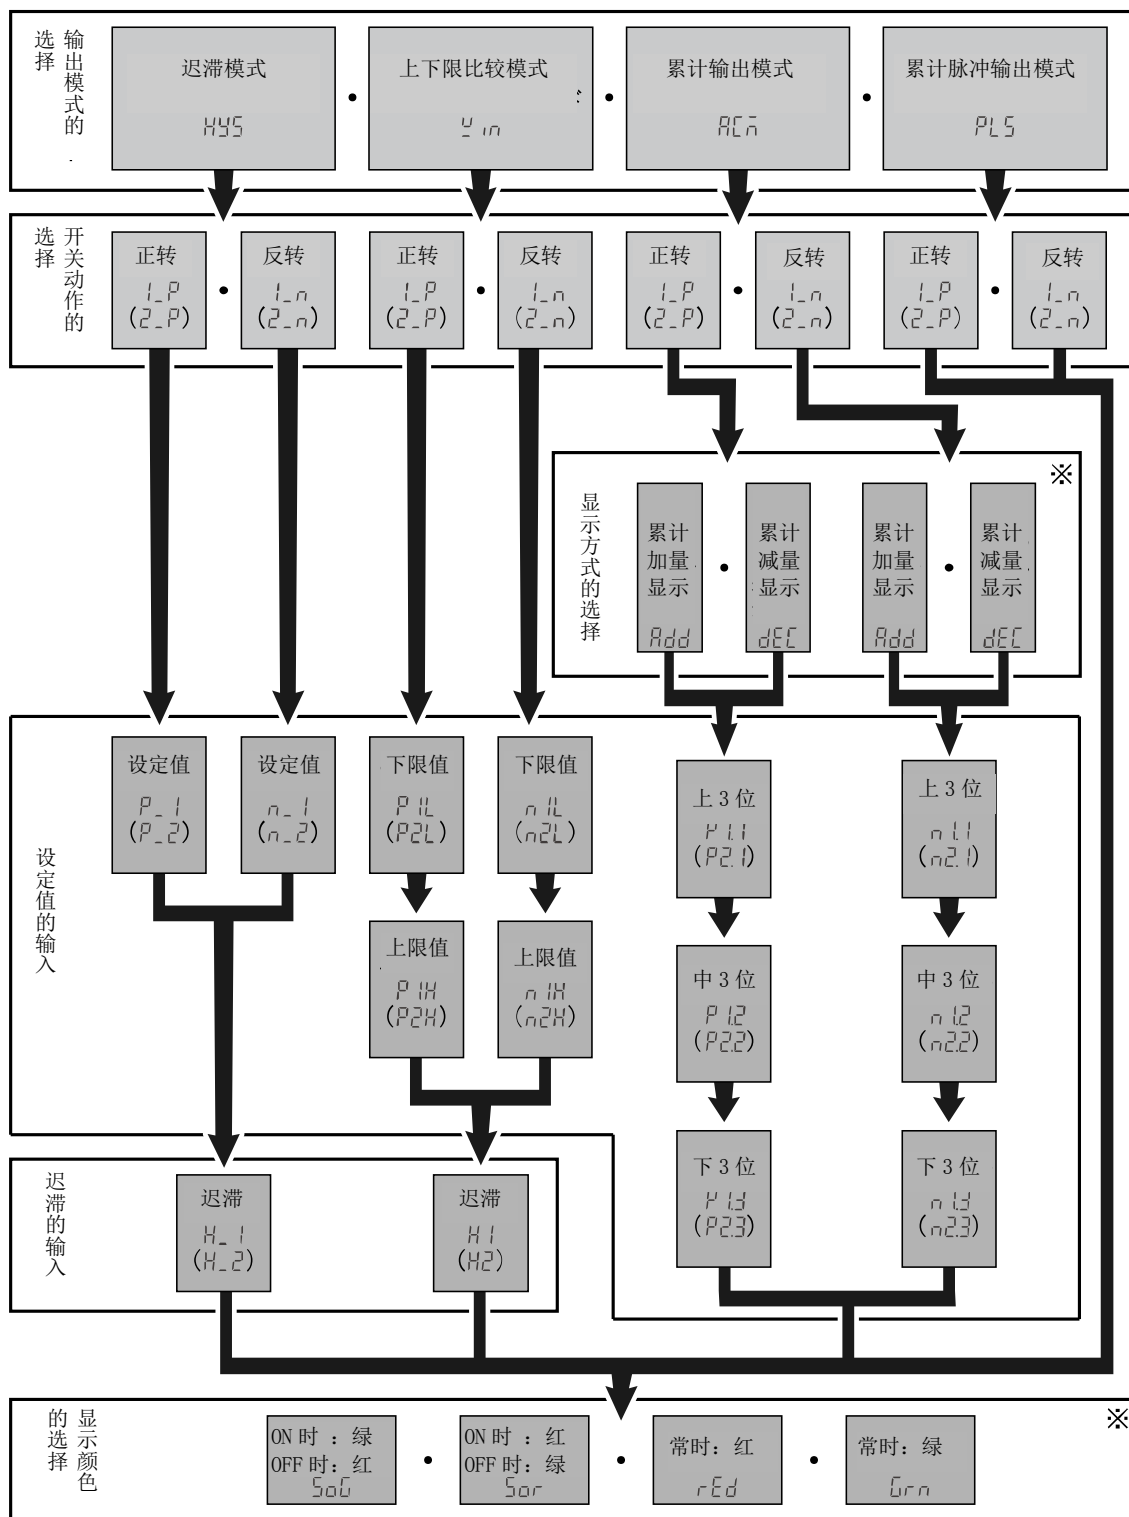 输出模式的
选择
迟滞模式
HYS
上下限比较模式
in
累计输出模式
累计脉冲输出模式
PLS
开关动作的
选择
正转
1_P
(2_P)
反转
1_n
(2_n)
正转
1_P
(2_P)
反转
1_n
(2_n)
正转
1_P
(2_P)
反转
1_n
(2_n)
正转
1_P
(2_P)
反转
1_n
(2_n)
※
显示方式的选择
累计
加量
显示
Add
累计
减量
显示
dEC
累计
加量
显示
Add
累计
减量
显示
dEC
设定值的输入
设定值
P_1
(P_2)
设定值
n_1
(n_2)
下限值
P1L
(P2L)
下限值
n1L
(n2L)
上限值
P1H
(P2H)
上限值
n1H
(n2H)
上3位
(P2.1)
上3位
n1.1
(n2.1)
中3位
P1.2
(P2.2)
中3位
n1.2
(n2.2)
下3位
(P2.3)
下3位
n1.3
(n2.3)
迟滞的输入
迟滞
H_1
(H_2)
迟滞
H1
(H2)
※
显示颜色
的选择
ON时：绿
OFF时：红
SoG
ON时：红
OFF时：绿
Sor
常时：红
rEd
常时：绿
Grn